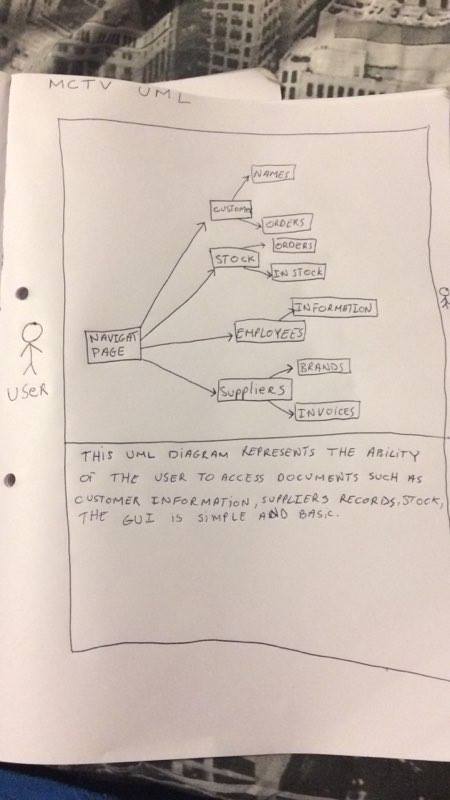 MCTV UML
NAMES
CUSTOME
ORDERS
ORDERS
STOCK
IN STOCK
INFORMATION
EMPLOYEES
NAVIGAT
PAGE
BRANDS
SUPPLIERS
INVOICES
USER
THIS UML DIAGRAM REPRESENTS THE ABILITY
OF THE USER TO ACCESS DOCUMENTS SUCH AS
CUSTOMER INFORMATION, SUPPLIERS RECORDS, STOCK,
THE GUI IS SIMPLE AND BASIC.